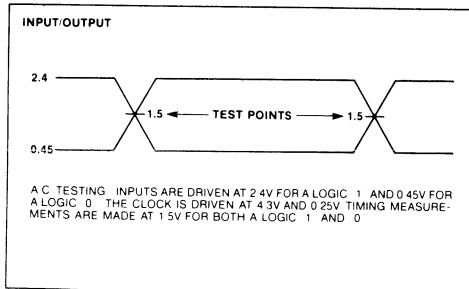 INPUT/OUTPUT
2.4
1.5 TEST POINTS 1.5
0.45
A C TESTING INPUTS ARE DRIVEN AT 2 4V FOR A LOGIC 1 AND 0 45V FOR
A LOGIC 0 THE CLOCK IS DRIVEN AT 4 3V AND 0 25V TIMING MEASURE-
MENTS ARE MADE AT 1 5V FOR BOTH A LOGIC 1 AND 0